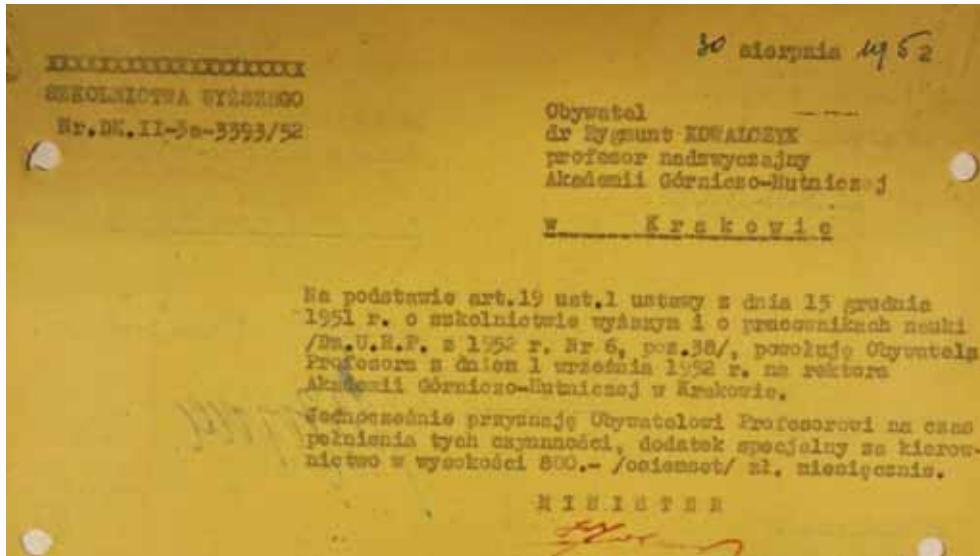 30 sierpnia 1952
XXXXXXXXXXXXXXXXXXXX
SZKOLNICTWA WYŻSZEGO
Nr.DK.II-3a-3393/52
Obywatel
dr Zygmunt KOWALCZYK
profesor nadzwyczajny
Akademii Górniczo-Hutniczej
w Krakowie
Na podstawie art.19 ust.1 ustawy z dnia 15 grudnia
1951 r. o szkolnictwie wyższym i o pracownikach nauki
/Dz.U.R.P. z 1952 r. Nr 6, poz.38/, powołuję Obywatela
Profesora z dniem 1 września 1952 r. na rektora
Akademii Górniczo-Hutniczej w Krakowie.
Jednocześnie przyznaję Obywatelowi Profesorowi na czas
pełnienia tych czynności, dodatek specjalny za kierow-
nictwo w wysokości 800.- /osiemset/ zł. miesięcznie.
MINISTER